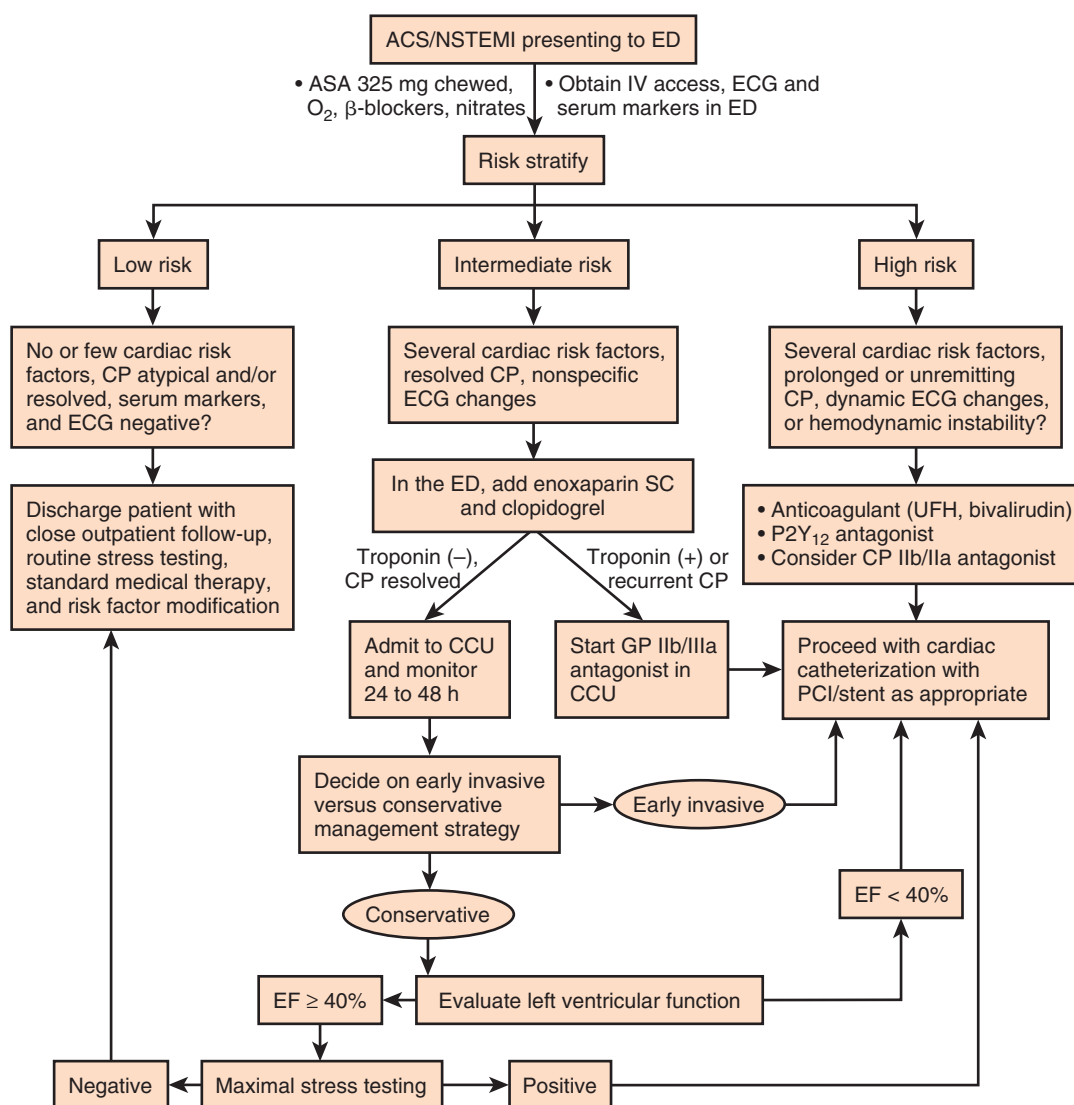 ACS/NSTEMI presenting to ED
• ASA 325 mg chewed,
O₂, β-blockers, nitrates
• Obtain IV access, ECG and
serum markers in ED
Risk stratify
Low risk
Intermediate risk
High risk
No or few cardiac risk
factors, CP atypical and/or
resolved, serum markers,
and ECG negative?
Several cardiac risk factors,
resolved CP, nonspecific
ECG changes
Several cardiac risk factors,
prolonged or unremitting
CP, dynamic ECG changes,
or hemodynamic instability?
Discharge patient with
close outpatient follow-up,
routine stress testing,
standard medical therapy,
and risk factor modification
In the ED, add enoxaparin SC
and clopidogrel
• Anticoagulant (UFH, bivalirudin)
• P2Y₁₂ antagonist
• Consider CP IIb/IIa antagonist
Troponin (–),
CP resolved
Troponin (+) or
recurrent CP
Admit to CCU
and monitor
24 to 48 h
Start GP IIb/IIIa
antagonist in
CCU
Proceed with cardiac
catheterization with
PCI/stent as appropriate
Decide on early invasive
versus conservative
management strategy
Early invasive
Conservative
EF < 40%
EF ≥ 40%
Evaluate left ventricular function
Negative
Maximal stress testing
Positive